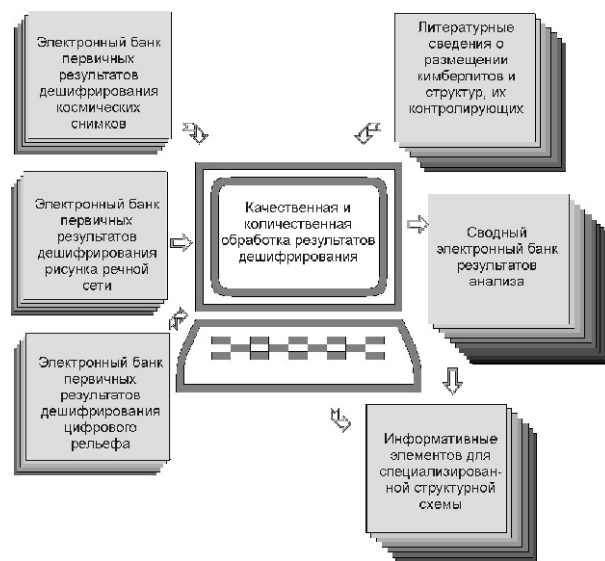 Электронный банк
первичных
результатов
дешифрирования
космических
снимков
Литературные
сведения о
размещении
кимберлитов и
структур, их
контролирующих
Электронный банк
первичных
результатов
дешифрирования
рисунка речной
сети
Качественная и
количественная
обработка результатов
дешифрирования
Сводный
электронный банк
результатов
анализа
Электронный банк
первичных
результатов
дешифрирования
цифрового
рельефа
Информативные
элементов для
специализирован-
ной структурной
схемы